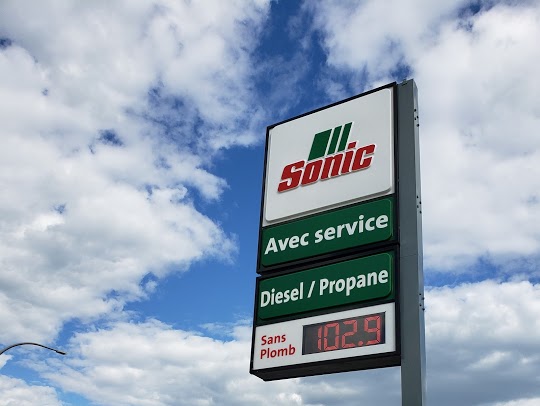 Sonic
Avec service
Diesel / Propane
Sans
Plomb
102.9